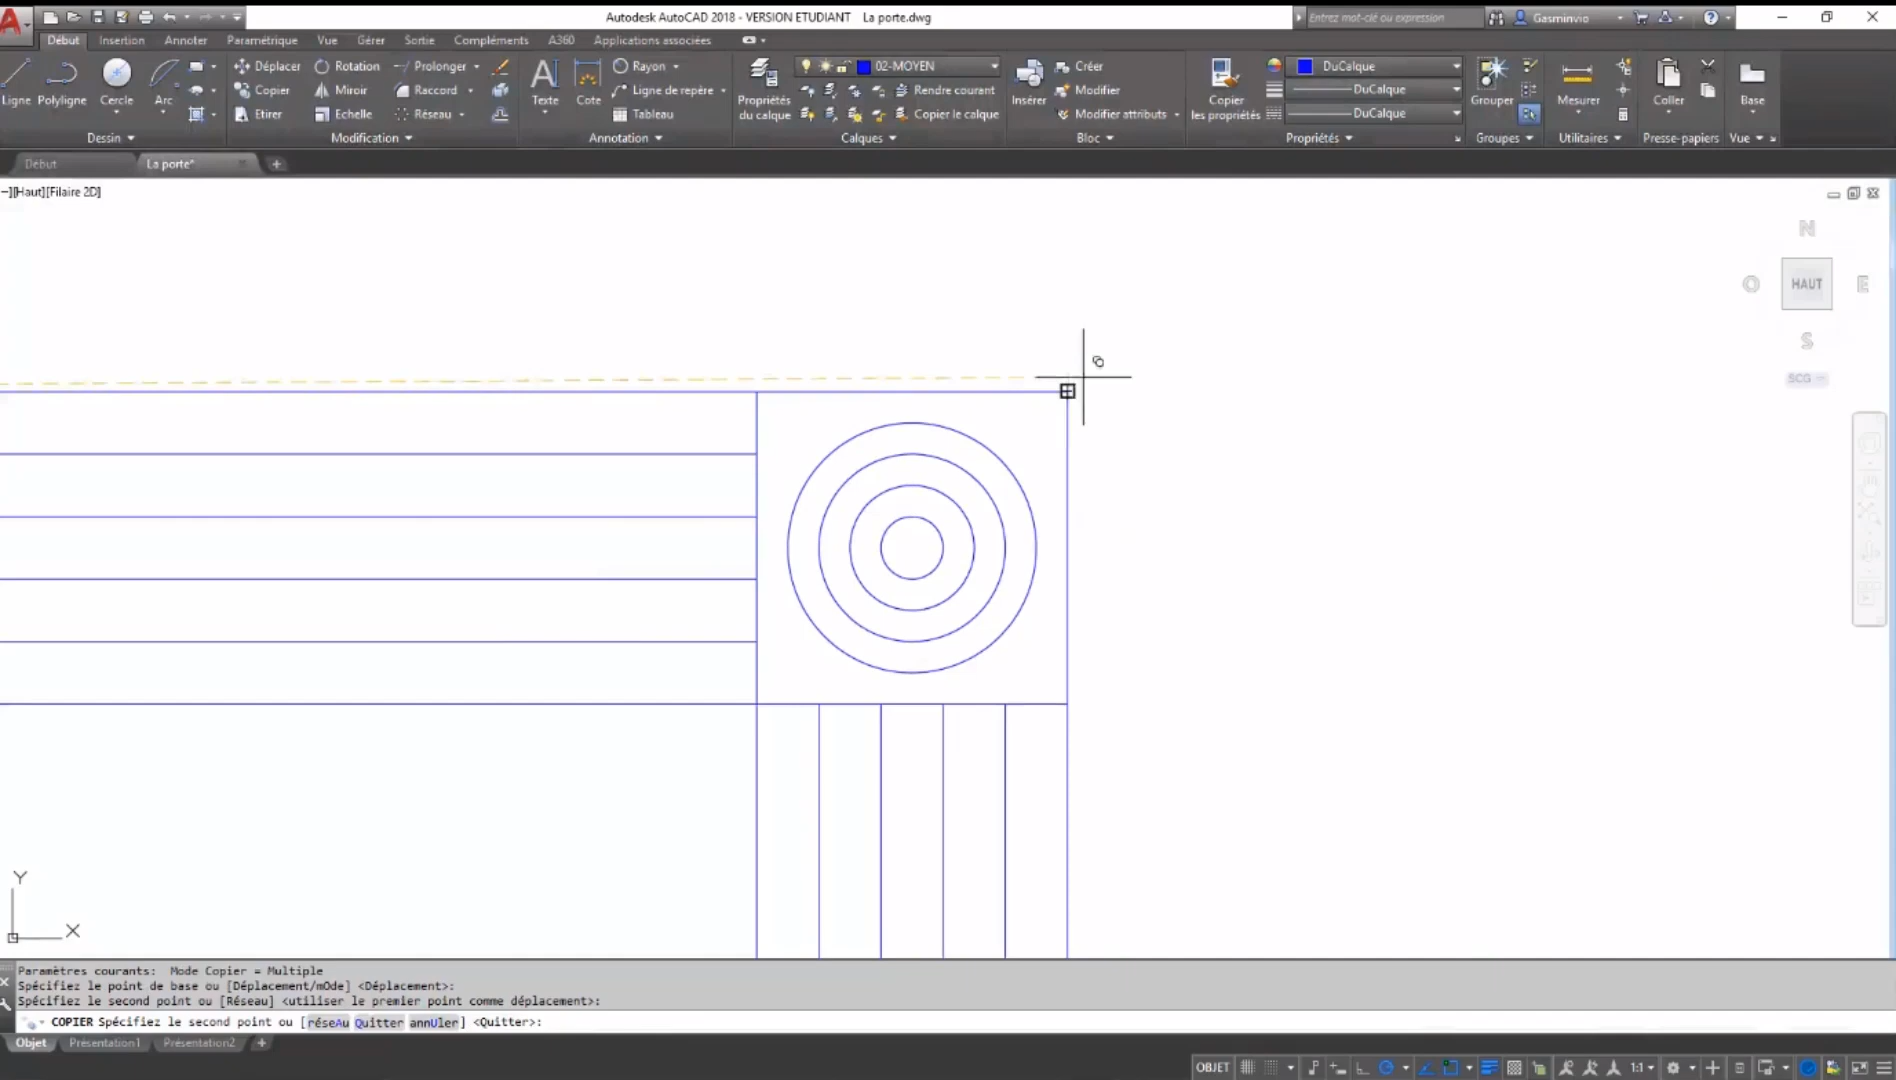 Autodesk AutoCAD 2018 - VERSION ETUDIANT La porte.dwg
Entrez mot-clé ou expression
Gasminvio
Début Insertion Annoter Paramétrique Vue Gérer Sortie Compléments A360 Applications associées
Ligne Polyligne Cercle Arc
Déplacer Rotation Prolonger
Copier Miroir Raccord
Etirer Echelle Réseau
Texte Cote
Rayon
Ligne de repère
Tableau
Propriétés
du calque
02-MOYEN
Rendre courant
Copier le calque
Insérer
Créer
Modifier
Modifier attributs
Copier
les propriétés
DuCalque
DuCalque
DuCalque
Grouper
Mesurer
Coller
Base
Dessin Modification Annotation Calques Bloc Propriétés Groupes Utilitaires Presse-papiers Vue
Début La porte*
−][Haut][Filaire 2D]
N
O HAUT E
S
SCG
Y
X
Paramètres courants: Mode Copier = Multiple
Spécifiez le point de base ou [Déplacement/mOde] <Déplacement>:
Spécifiez le second point ou [Réseau] <utiliser le premier point comme déplacement>:
COPIER Spécifiez le second point ou [réseAu Quitter annUler] <Quitter>:
Objet Présentation1 Présentation2 +
OBJET 1:1